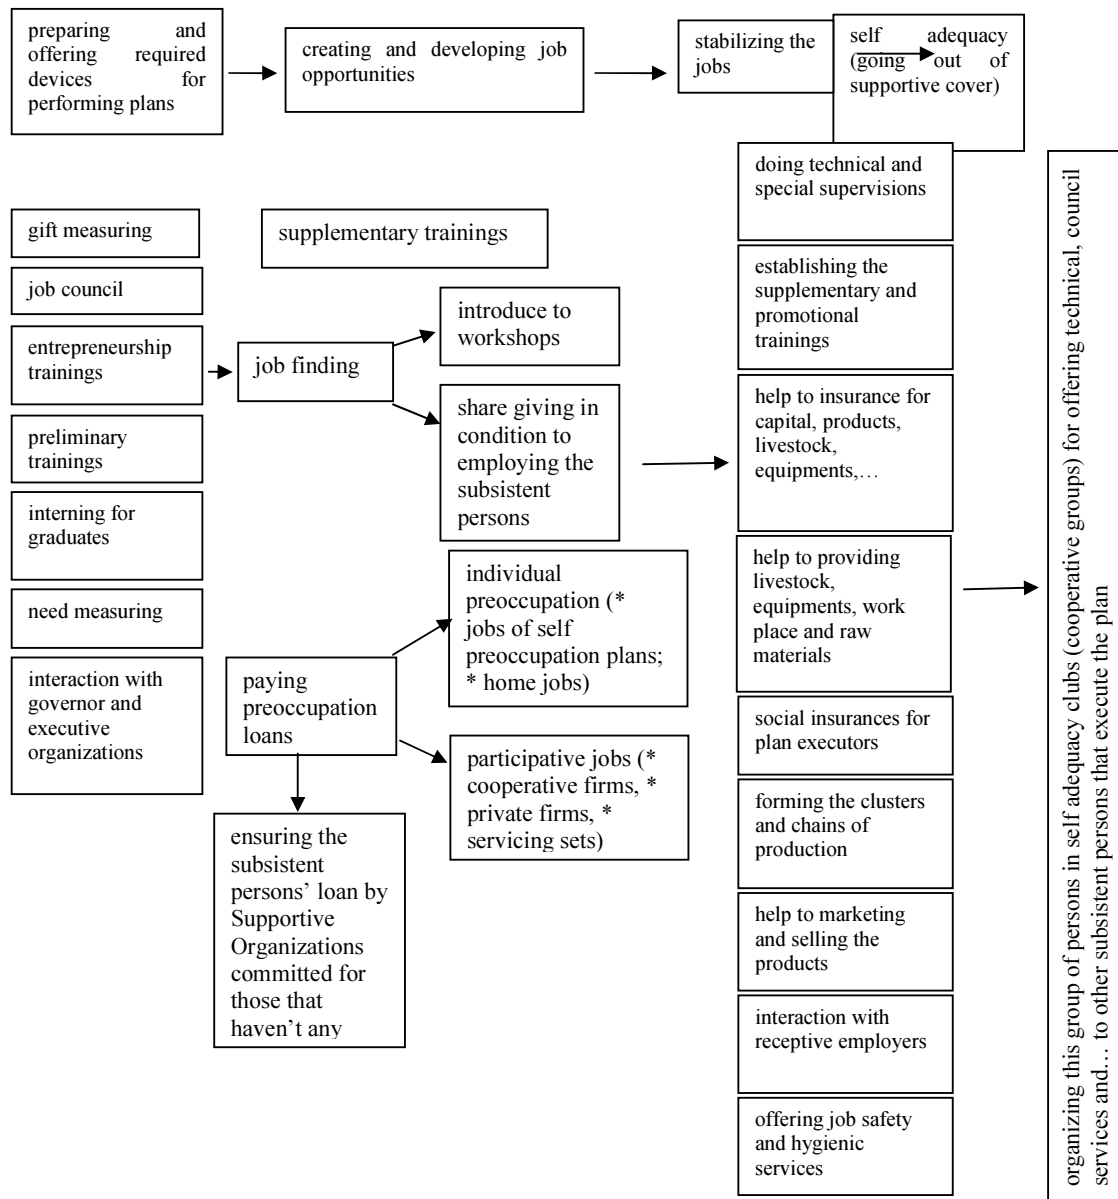 preparing and
offering required
devices for
performing plans
creating and developing job
opportunities
stabilizing the
jobs
self adequacy
(going out of
supportive cover)
gift measuring
job council
entrepreneurship
trainings
preliminary
trainings
interning for
graduates
need measuring
interaction with
governor and
executive
organizations
supplementary trainings
job finding
introduce to
workshops
share giving in
condition to
employing the
subsistent
persons
paying
preoccupation
loans
individual
preoccupation (*
jobs of self
preoccupation plans;
* home jobs)
participative jobs (*
cooperative firms, *
private firms, *
servicing sets)
ensuring the
subsistent
persons’ loan by
Supportive
Organizations
committed for
those that
haven’t any
doing technical and
special supervisions
establishing the
supplementary and
promotional
trainings
help to insurance for
capital, products,
livestock,
equipments,…
help to providing
livestock,
equipments, work
place and raw
materials
social insurances for
plan executors
forming the clusters
and chains of
production
help to marketing
and selling the
products
interaction with
receptive employers
offering job safety
and hygienic
services
organizing this group of persons in self adequacy clubs (cooperative groups) for offering technical, council
services and… to other subsistent persons that execute the plan